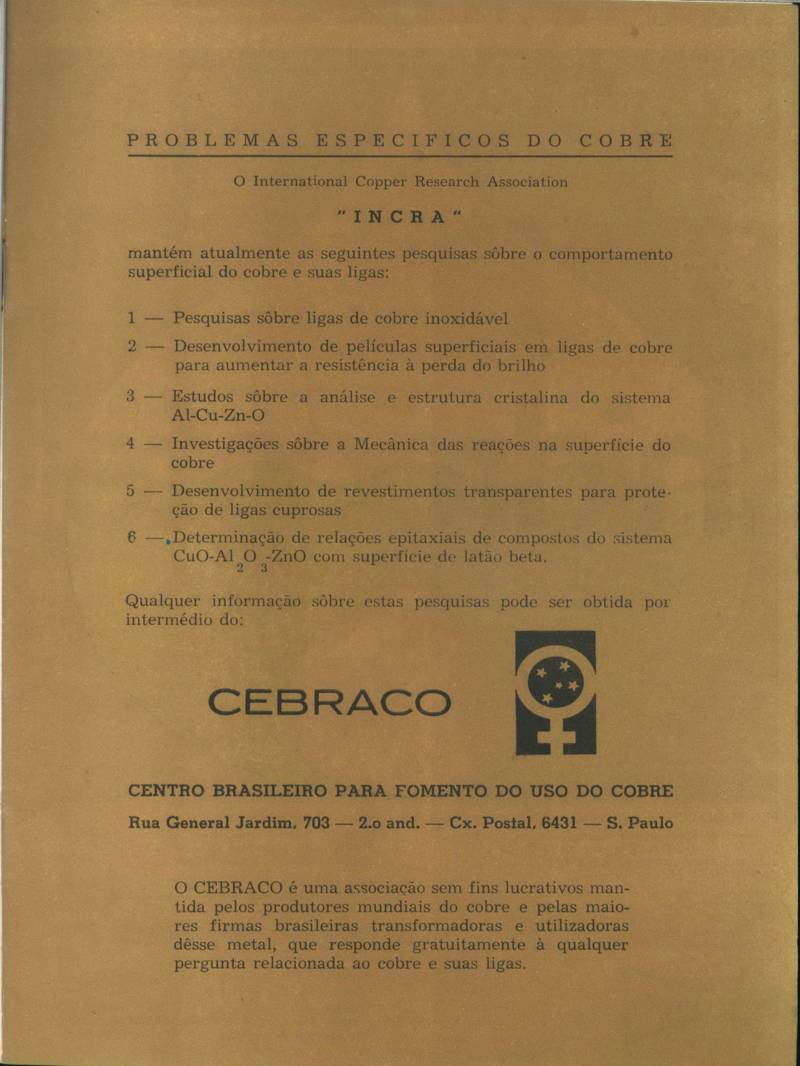 PROBLEMAS ESPECIFICOS DO COBRE
O International Copper Research Association
"INCRA"
mantém atualmente as seguintes pesquisas sôbre o comportamento
superficial do cobre e suas ligas:
1 — Pesquisas sôbre ligas de cobre inoxidável
2 — Desenvolvimento de películas superficiais em ligas de cobre
para aumentar a resistência à perda do brilho
3 — Estudos sôbre a análise e estrutura cristalina do sistema
Al-Cu-Zn-O
4 — Investigações sôbre a Mecânica das reações na superfície do
cobre
5 — Desenvolvimento de revestimentos transparentes para prote-
ção de ligas cuprosas
6 — Determinação de relações epitaxiais de compostos do sistema
CuO-Al₂O₃-ZnO com superfície de latão beta.
Qualquer informação sôbre estas pesquisas pode ser obtida por
intermédio do:
CEBRACO
CENTRO BRASILEIRO PARA FOMENTO DO USO DO COBRE
Rua General Jardim, 703 — 2.o and. — Cx. Postal, 6431 — S. Paulo
O CEBRACO é uma associação sem fins lucrativos man-
tida pelos produtores mundiais do cobre e pelas maio-
res firmas brasileiras transformadoras e utilizadoras
dêsse metal, que responde gratuitamente à qualquer
pergunta relacionada ao cobre e suas ligas.